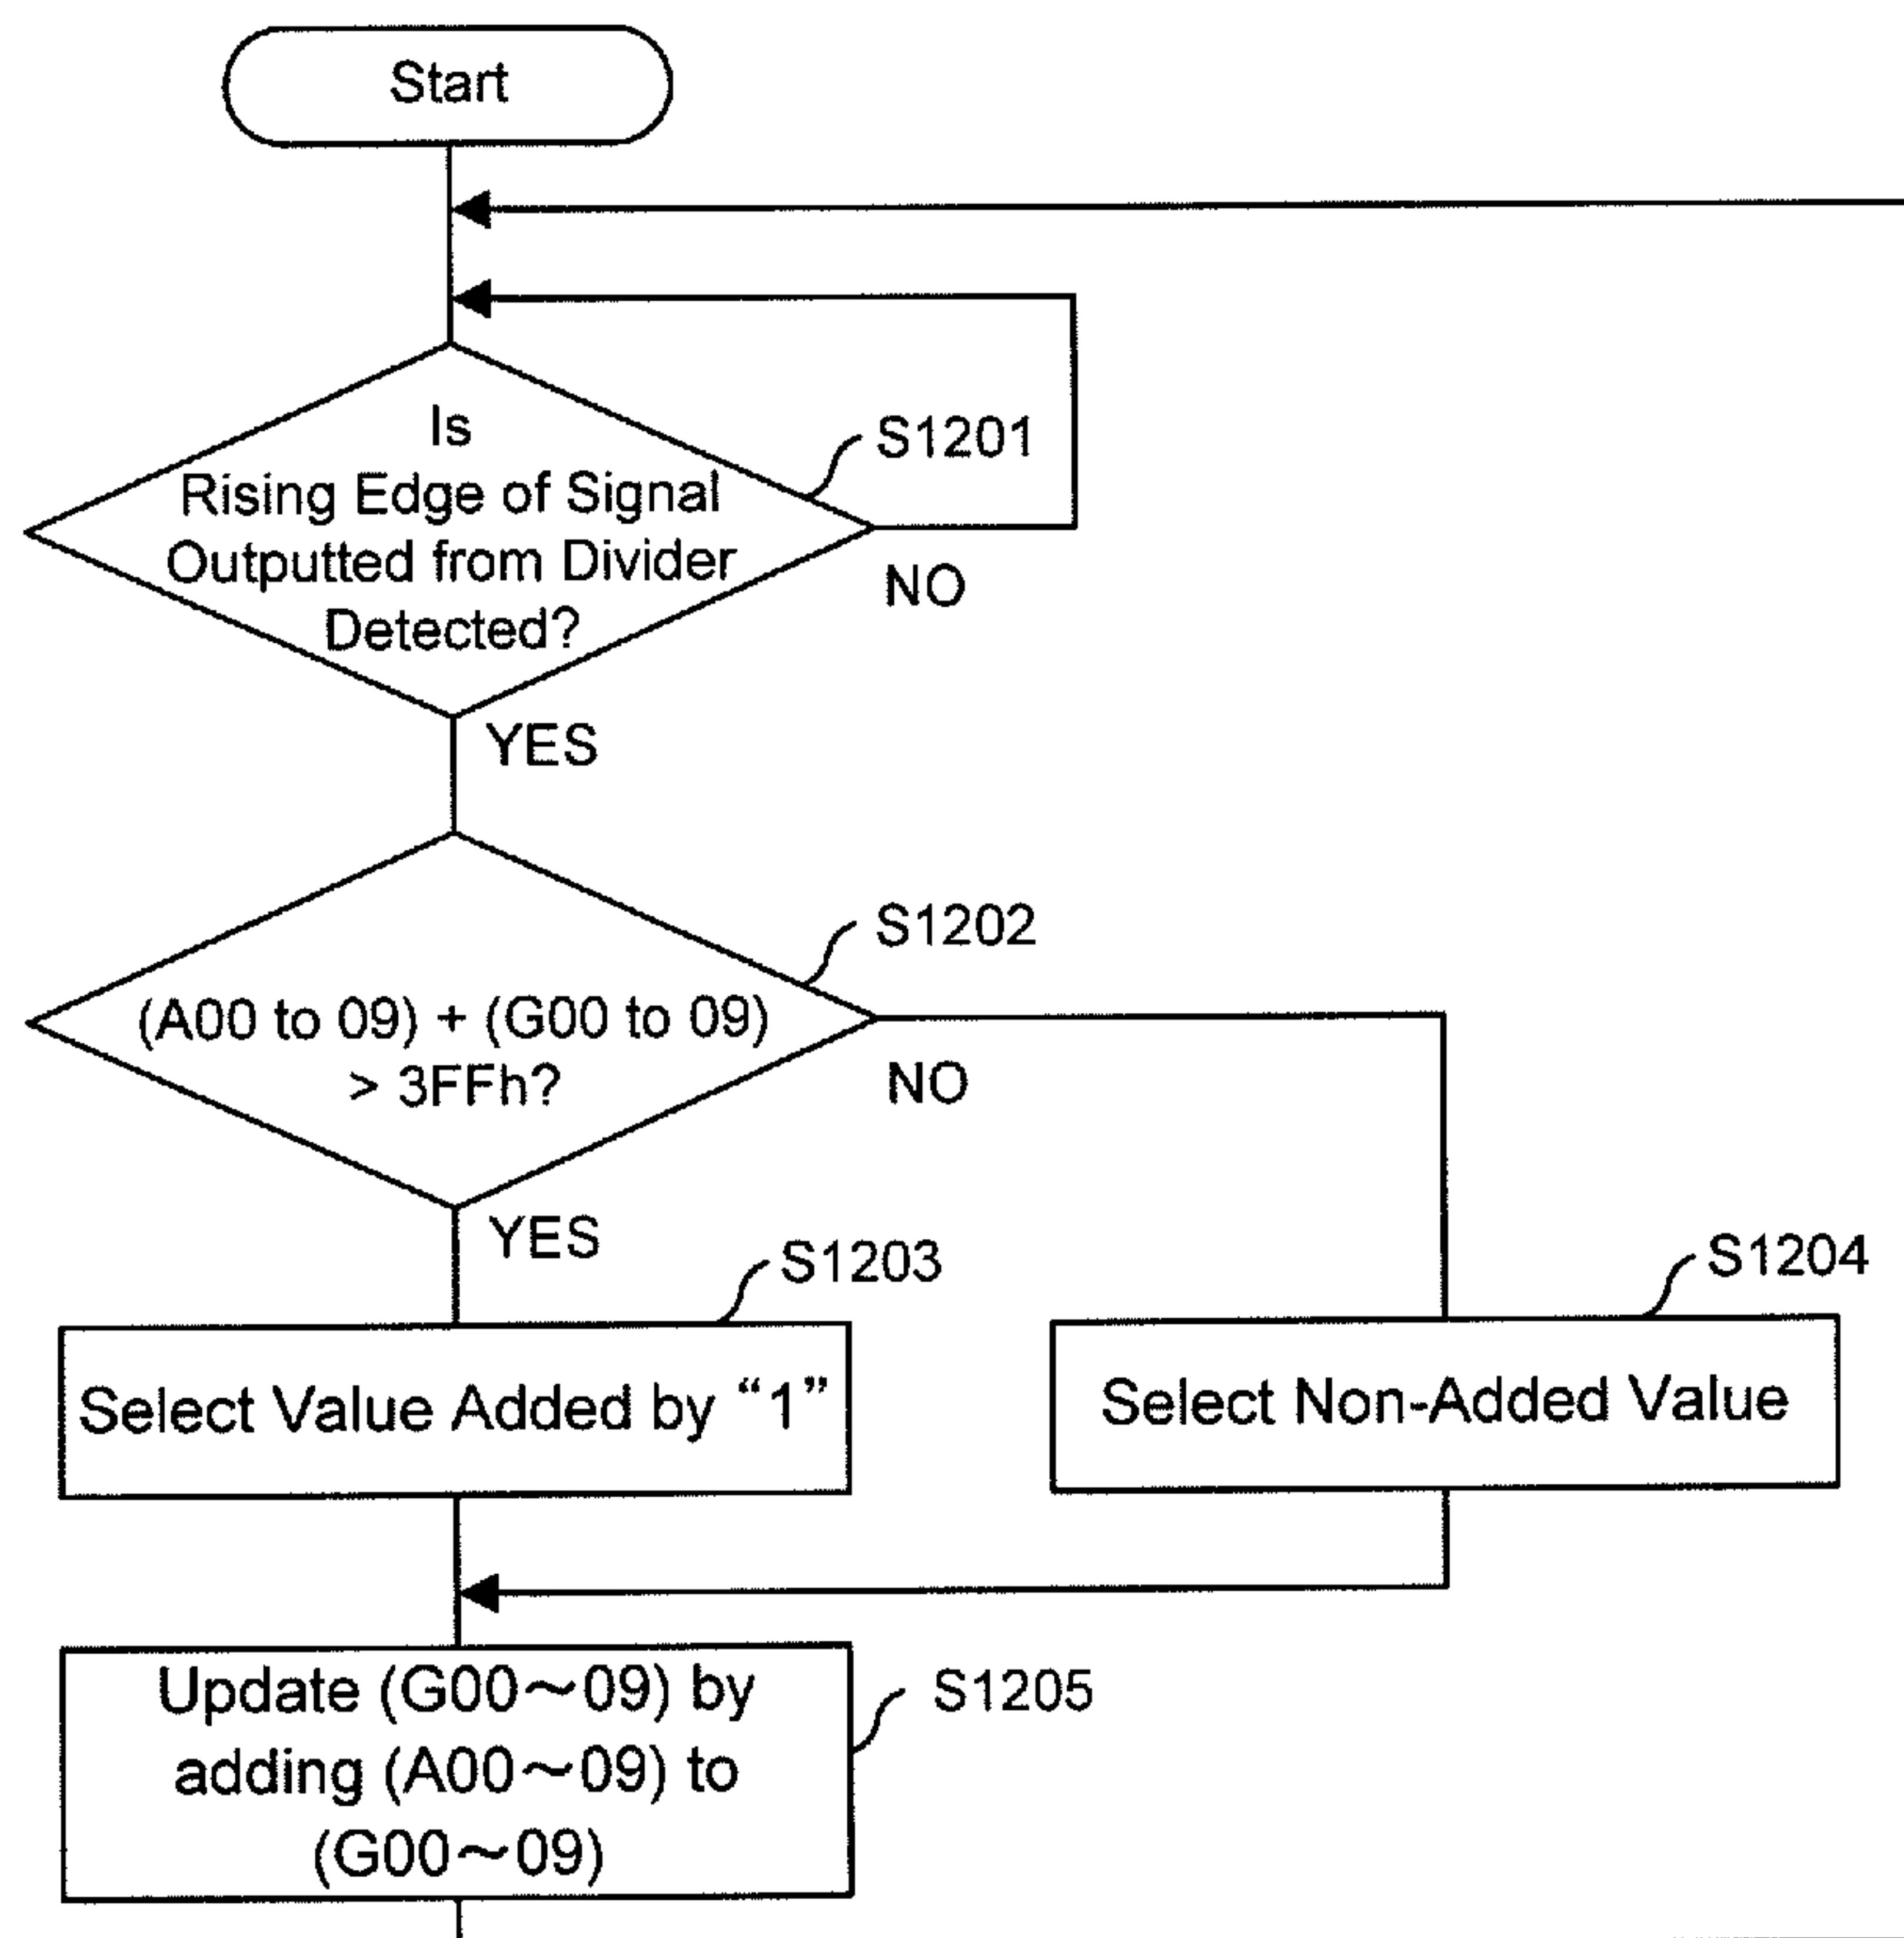 Start
Is
Rising Edge of Signal
Outputted from Divider
Detected?
S1201
NO
YES
(A00 to 09) + (G00 to 09)
> 3FFh?
S1202
NO
YES
S1203
Select Value Added by “1”
S1204
Select Non-Added Value
Update (G00～09) by
adding (A00～09) to
(G00～09)
S1205